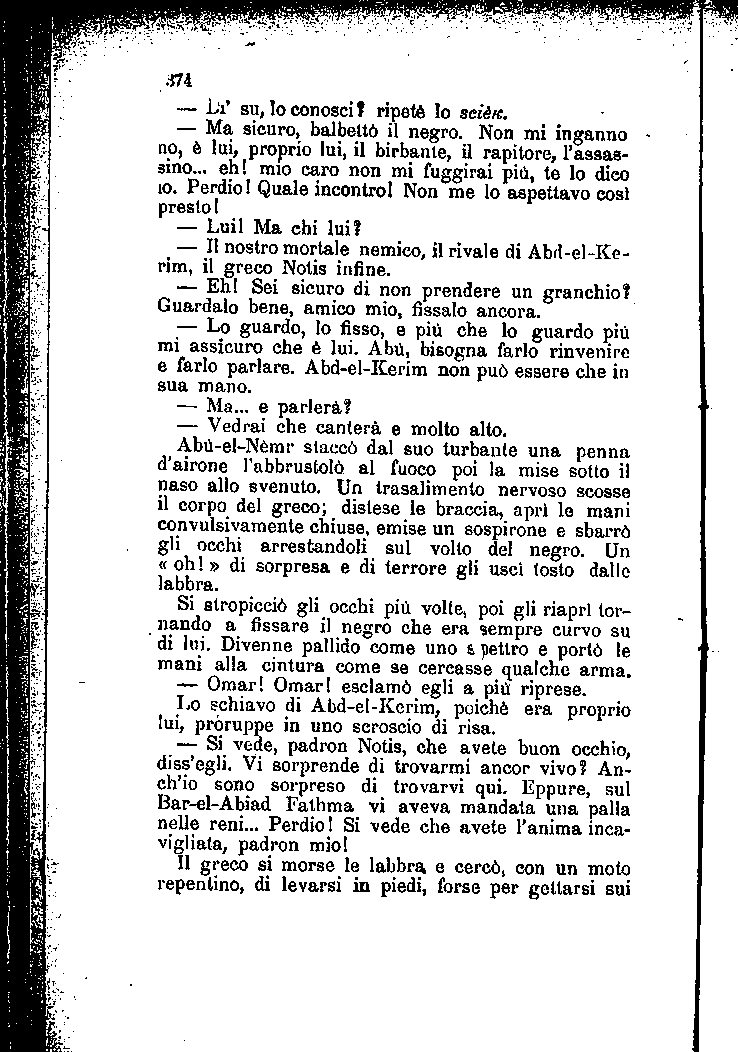 374
— Di' su, lo conosci? ripetè lo scièk.
— Ma sicuro, balbettò il negro. Non mi inganno
no, è lui, proprio lui, il birbante, il rapitore, l'assas-
sino... eh! mio caro non mi fuggirai più, te lo dico
io. Perdio! Quale incontro! Non me lo aspettavo così
presto!
— Lui! Ma chi lui?
— Il nostro mortale nemico, il rivale di Abd-el-Ke-
rim, il greco Notis infine.
— Eh! Sei sicuro di non prendere un granchio?
Guardalo bene, amico mio, fissalo ancora.
— Lo guardo, lo fisso, e più che lo guardo più
mi assicuro che è lui. Abù, bisogna farlo rinvenire
e farlo parlare. Abd-el-Kerim non può essere che in
sua mano.
— Ma... e parlerà?
— Vedrai che canterà e molto alto.
Abù-el-Nèmr staccò dal suo turbante una penna
d'airone l'abbrustolò al fuoco poi la mise sotto il
naso allo svenuto. Un trasalimento nervoso scosse
il corpo del greco; distese le braccia, aprì le mani
convulsivamente chiuse, emise un sospirone e sbarrò
gli occhi arrestandoli sul volto del negro. Un
« oh! » di sorpresa e di terrore gli uscì tosto dalle
labbra.
Si stropicciò gli occhi più volte, poi gli riaprì tor-
nando a fissare il negro che era sempre curvo su
di lui. Divenne pallido come uno spettro e portò le
mani alla cintura come se cercasse qualche arma.
— Omar! Omar! esclamò egli a più riprese.
Lo schiavo di Abd-el-Kerim, poichè era proprio
lui, proruppe in uno scroscio di risa.
— Si vede, padron Notis, che avete buon occhio,
diss'egli. Vi sorprende di trovarmi ancor vivo? An-
ch'io sono sorpreso di trovarvi qui. Eppure, sul
Bar-el-Abiad Fathma vi aveva mandata una palla
nelle reni... Perdio! Si vede che avete l'anima inca-
vigliata, padron mio!
Il greco si morse le labbra e cercò, con un moto
repentino, di levarsi in piedi, forse per gettarsi sui